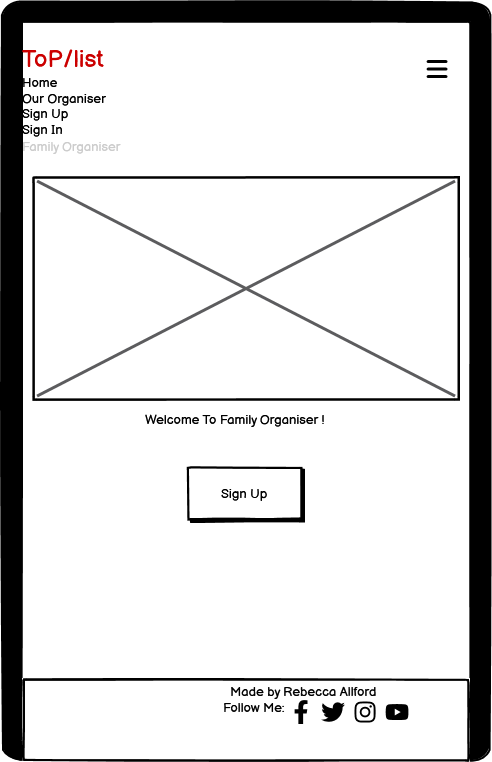 ToP/list
Home
Our Organiser
Sign Up
Sign In
Family Organiser
Welcome To Family Organiser !
Sign Up
Made by Rebecca Allford
Follow Me: